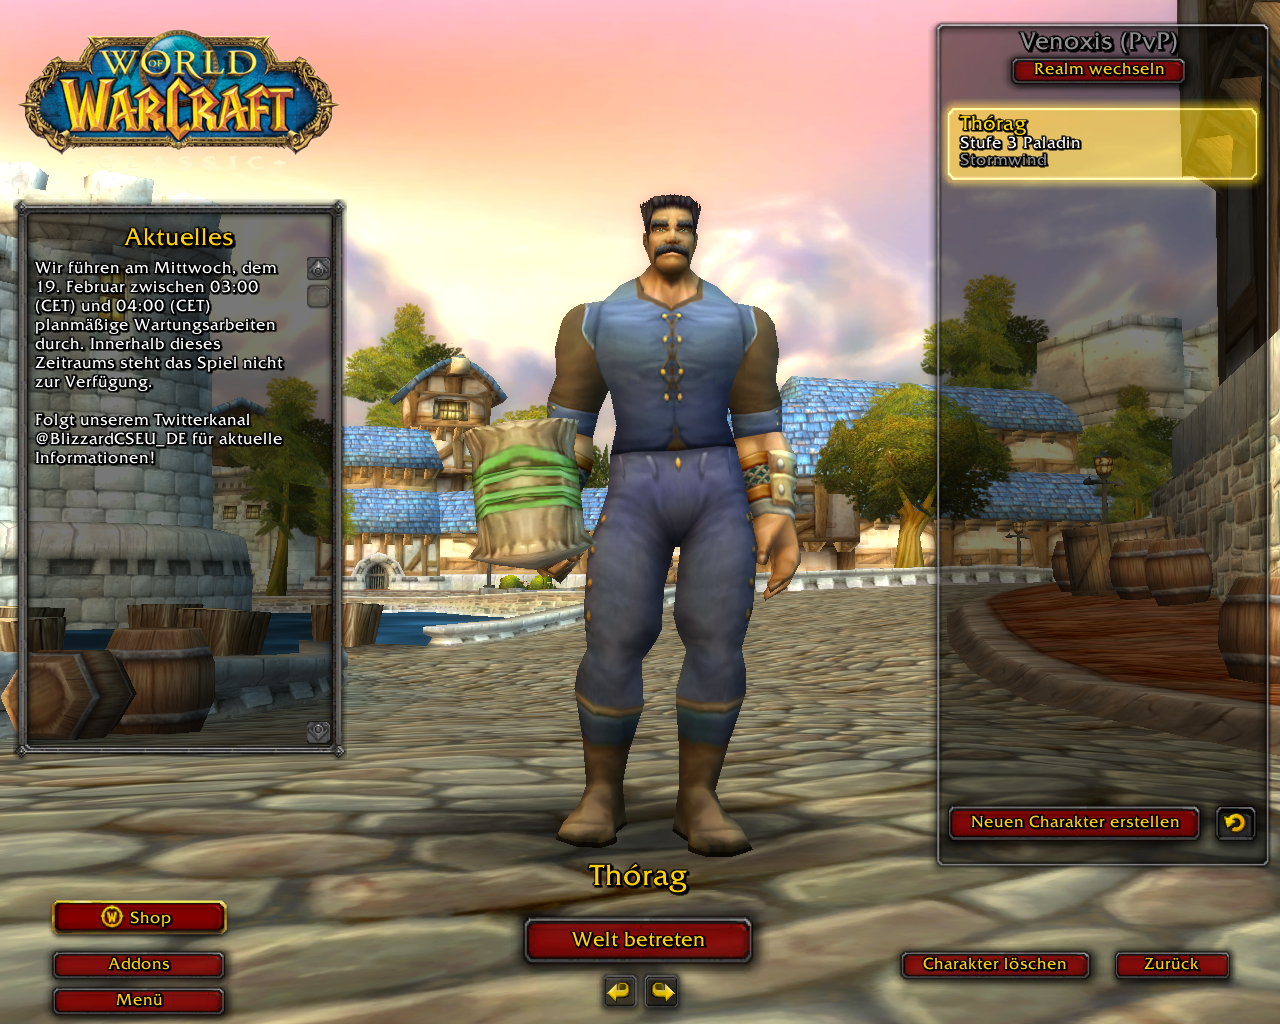 WORLD
OF
WARCRAFT
CLASSIC
Aktuelles
Wir führen am Mittwoch, dem
19. Februar zwischen 03:00
(CET) und 04:00 (CET)
planmäßige Wartungsarbeiten
durch. Innerhalb dieses
Zeitraums steht das Spiel nicht
zur Verfügung.
Folgt unserem Twitterkanal
@BlizzardCSEU_DE für aktuelle
Informationen!
Venoxis (PvP)
Realm wechseln
Thórag
Stufe 3 Paladin
Stormwind
Neuen Charakter erstellen
Thórag
Welt betreten
W Shop
Addons
Menü
Charakter löschen
Zurück